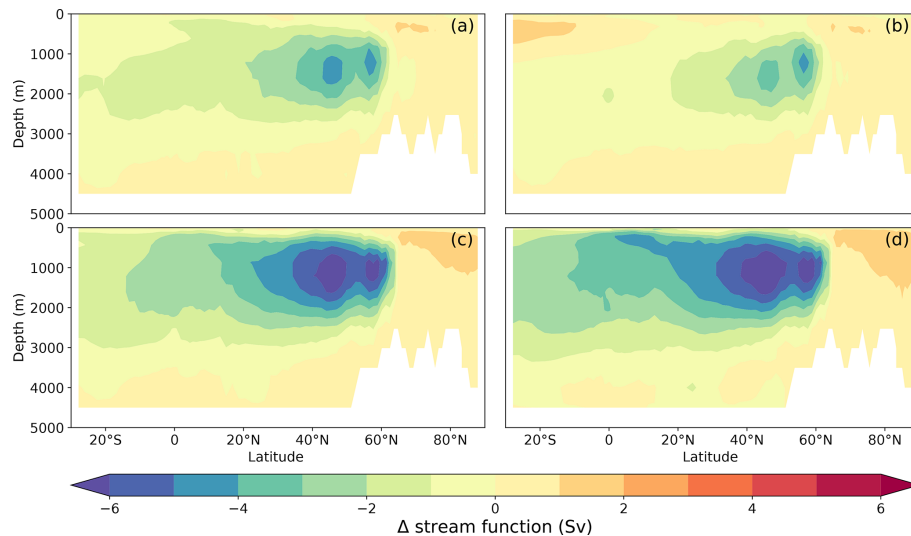 0
1000
2000
3000
4000
5000
Depth (m)
(a)
(b)
0
1000
2000
3000
4000
5000
Depth (m)
(c)
(d)
20°S 0 20°N 40°N 60°N 80°N
Latitude
20°S 0 20°N 40°N 60°N 80°N
Latitude
−6 −4 −2 0 2 4 6
Δ stream function (Sv)